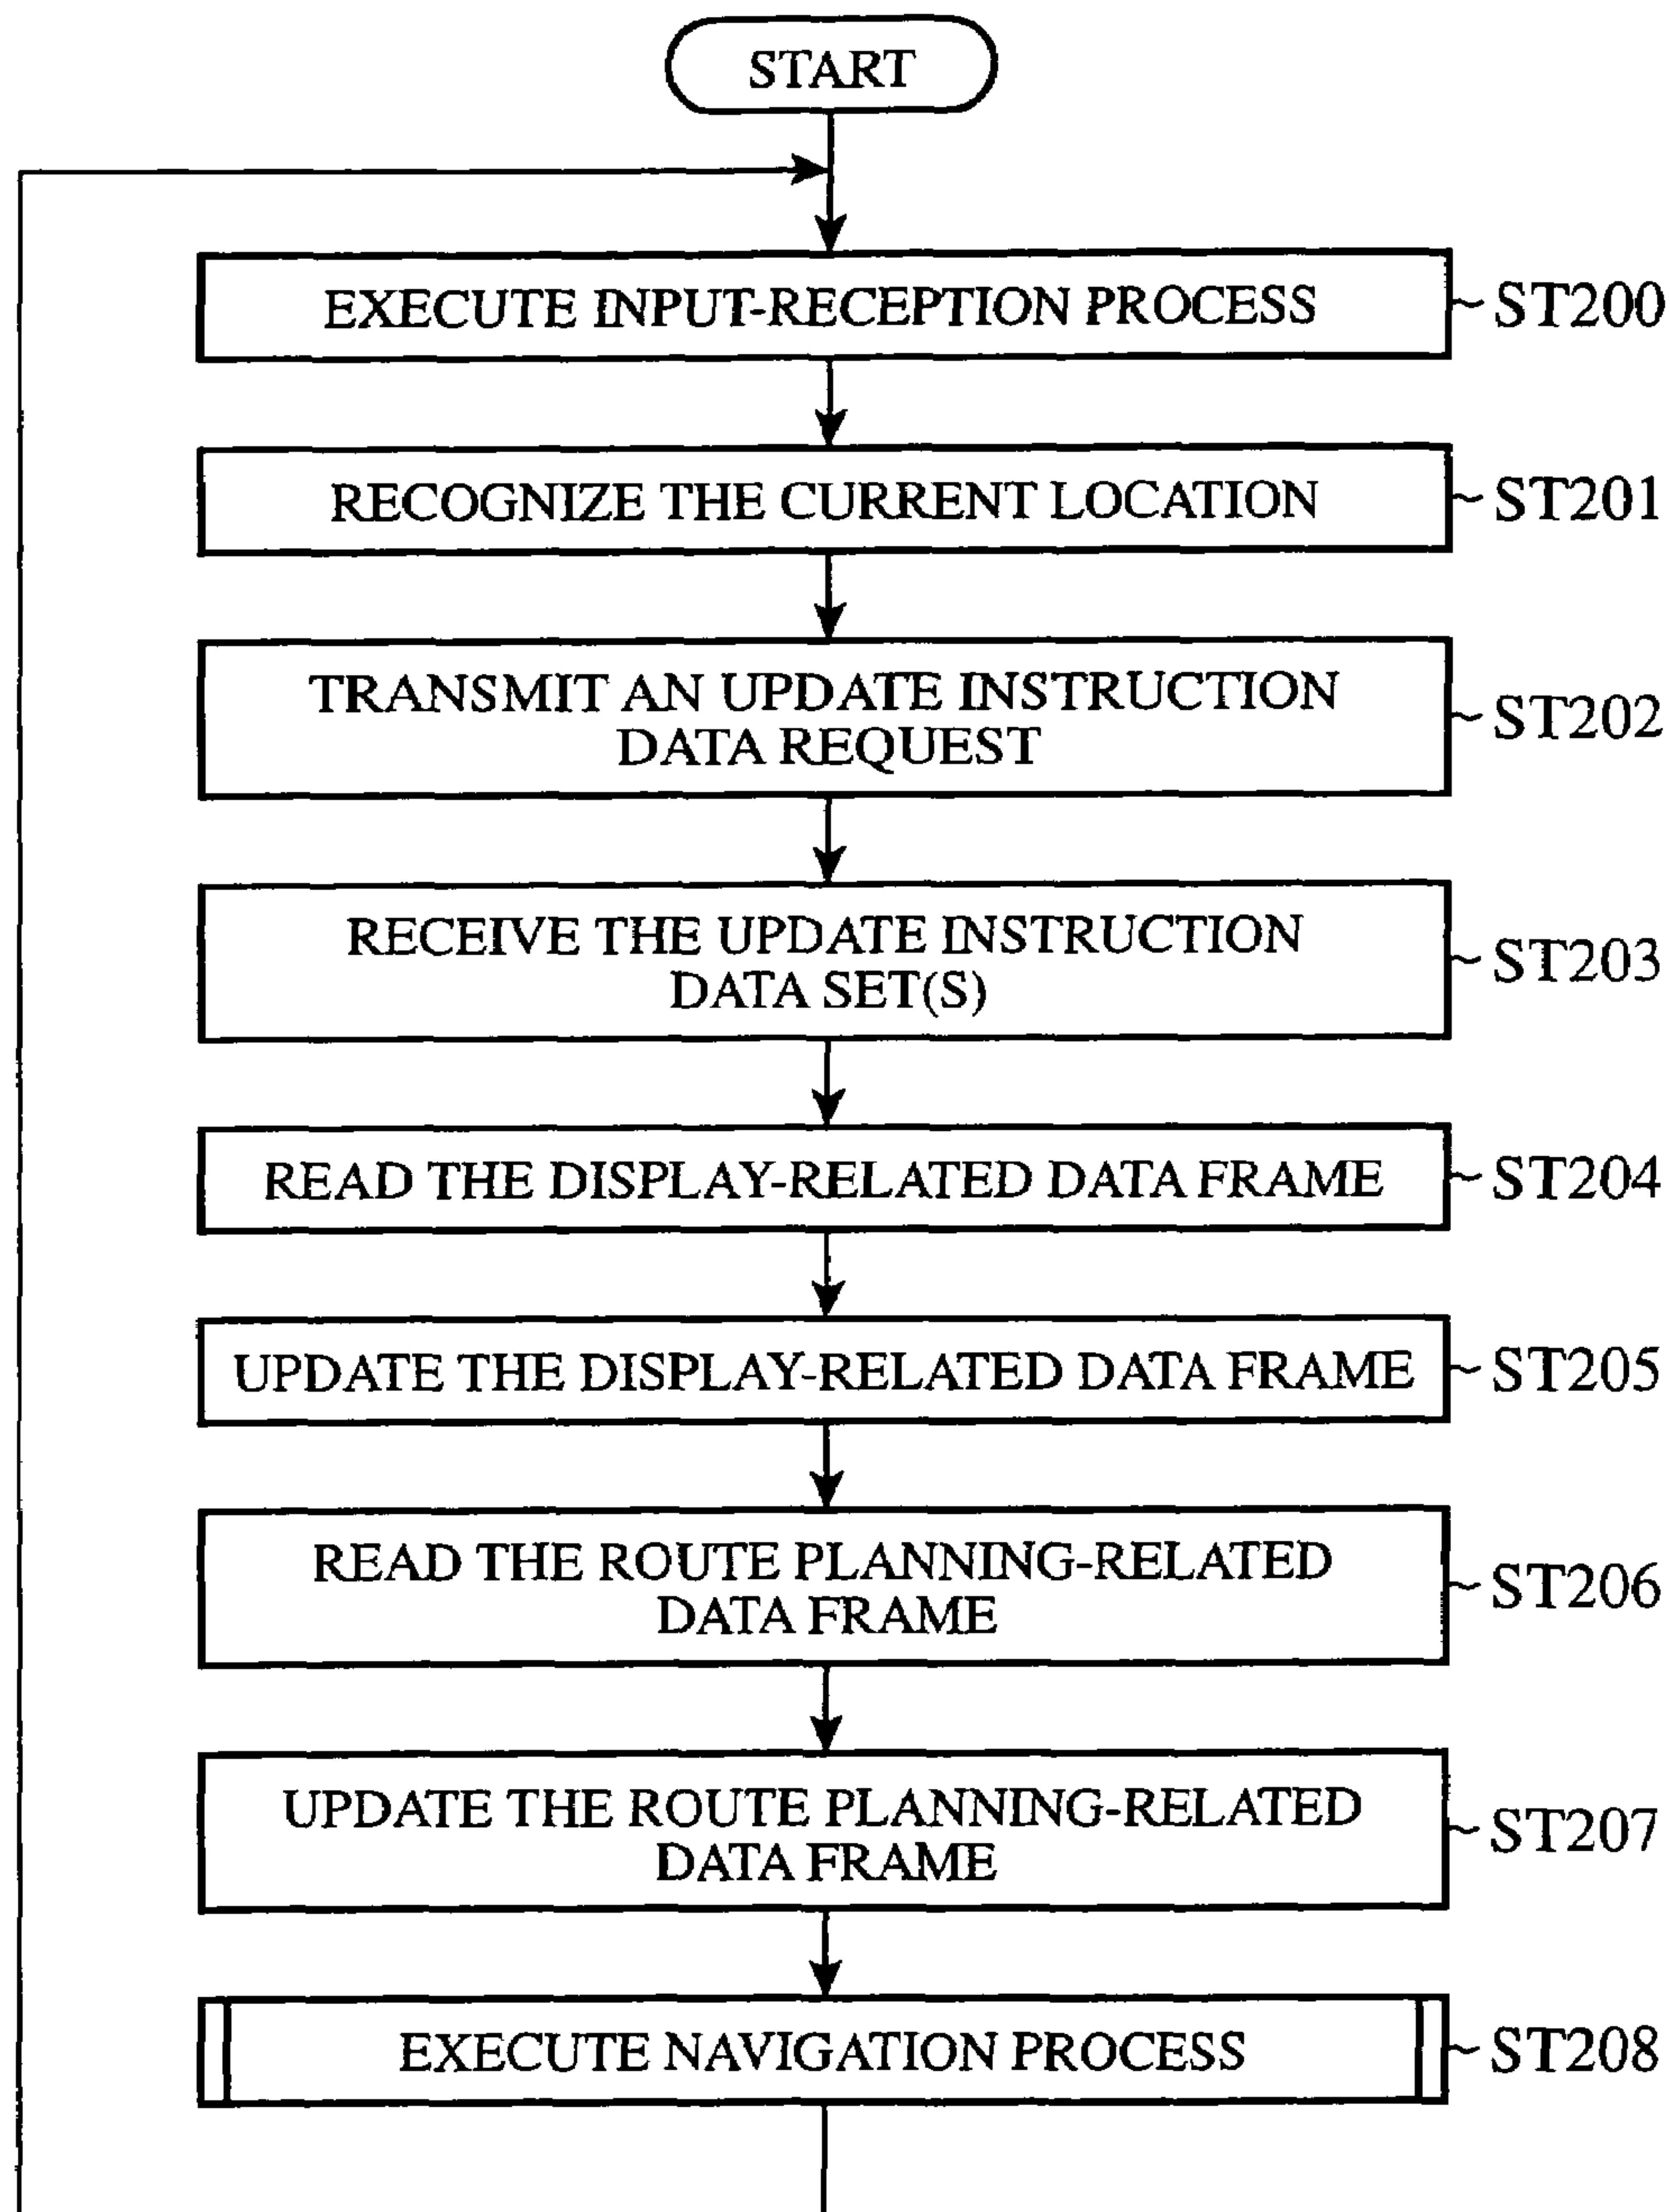 START
EXECUTE INPUT-RECEPTION PROCESS
ST200
RECOGNIZE THE CURRENT LOCATION
ST201
TRANSMIT AN UPDATE INSTRUCTION
DATA REQUEST
ST202
RECEIVE THE UPDATE INSTRUCTION
DATA SET(S)
ST203
READ THE DISPLAY-RELATED DATA FRAME
ST204
UPDATE THE DISPLAY-RELATED DATA FRAME
ST205
READ THE ROUTE PLANNING-RELATED
DATA FRAME
ST206
UPDATE THE ROUTE PLANNING-RELATED
DATA FRAME
ST207
EXECUTE NAVIGATION PROCESS
ST208